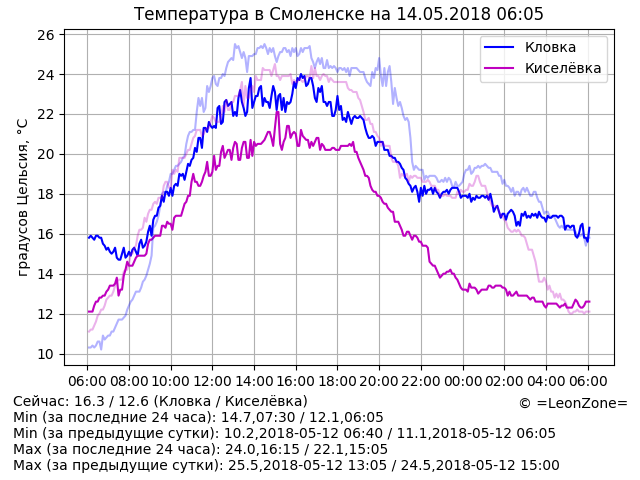 Температура в Смоленске на 14.05.2018 06:05
Кловка
Киселёвка
градусов Цельсия, °C
26
24
22
20
18
16
14
12
10
06:00 08:00 10:00 12:00 14:00 16:00 18:00 20:00 22:00 00:00 02:00 04:00 06:00
Сейчас: 16.3 / 12.6 (Кловка / Киселёвка)
© =LeonZone=
Min (за последние 24 часа): 14.7,07:30 / 12.1,06:05
Min (за предыдущие сутки): 10.2,2018-05-12 06:40 / 11.1,2018-05-12 06:05
Max (за последние 24 часа): 24.0,16:15 / 22.1,15:05
Max (за предыдущие сутки): 25.5,2018-05-12 13:05 / 24.5,2018-05-12 15:00